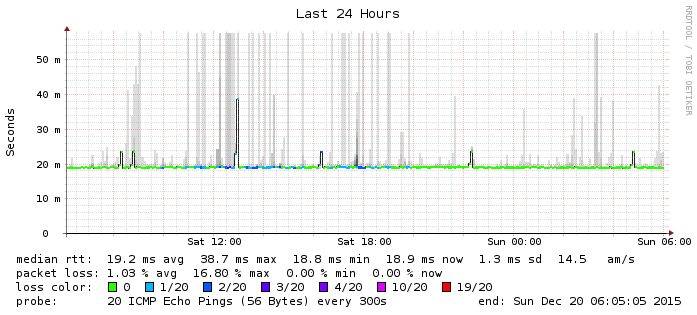 Last 24 Hours
RRDTOOL / TOBI OETIKER
Seconds
50 m
40 m
30 m
20 m
10 m
0
Sat 12:00 Sat 18:00 Sun 00:00 Sun 06:00
median rtt: 19.2 ms avg 38.7 ms max 18.8 ms min 18.9 ms now 1.3 ms sd 14.5 am/s
packet loss: 1.03 % avg 16.80 % max 0.00 % min 0.00 % now
loss color: 0 1/20 2/20 3/20 4/20 10/20 19/20
probe: 20 ICMP Echo Pings (56 Bytes) every 300s end: Sun Dec 20 06:05:05 2015